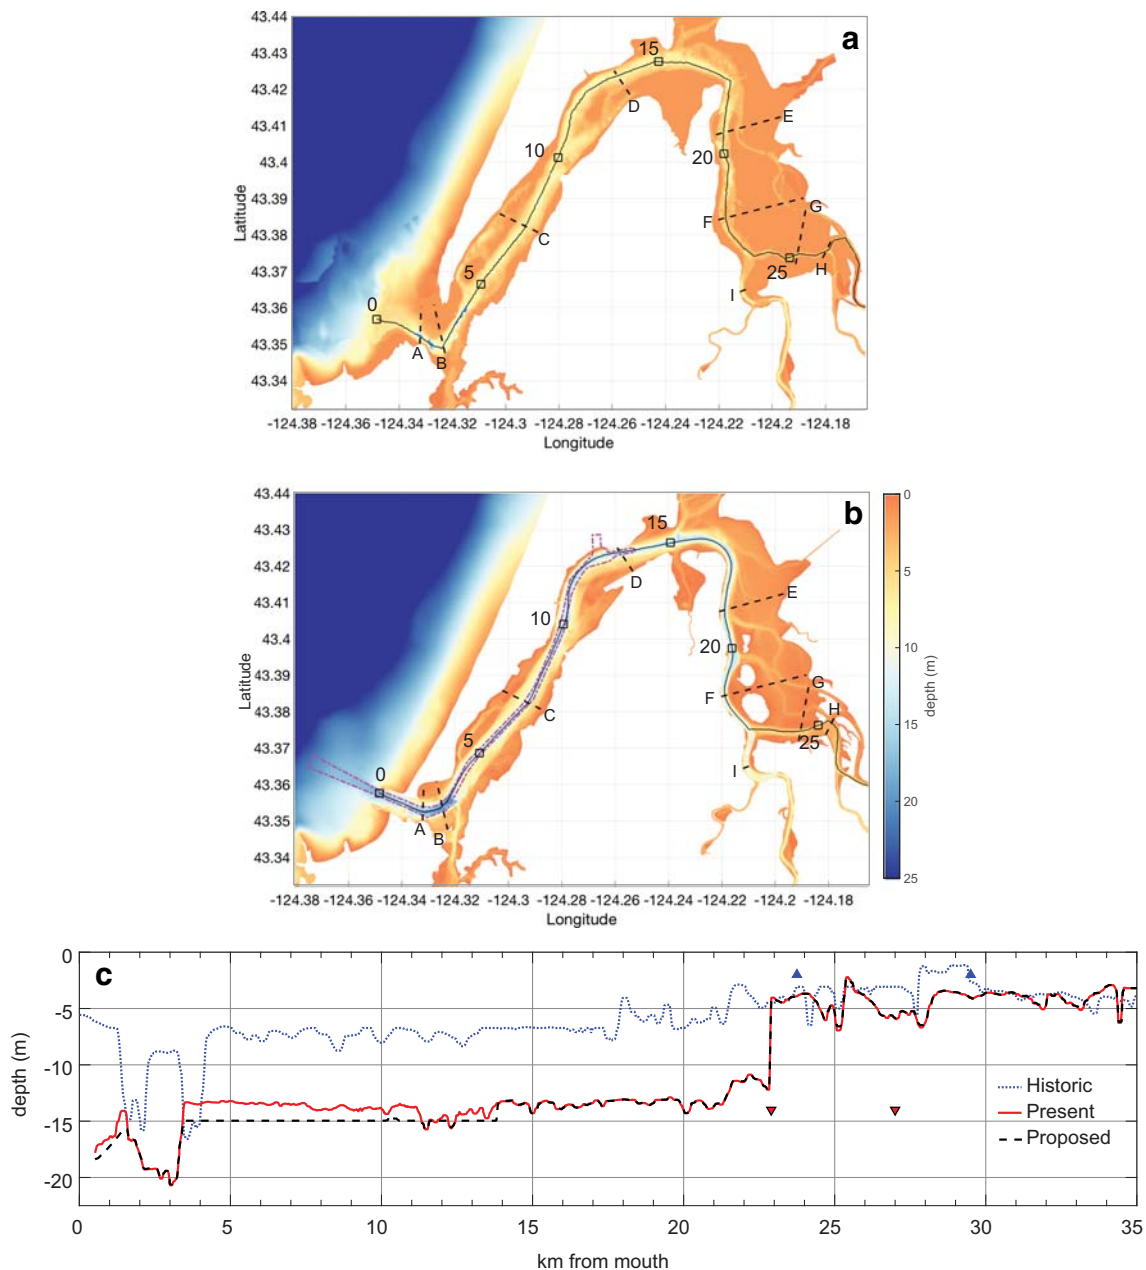 a
43.44
43.43
43.42
43.41
43.4
43.39
43.38
43.37
43.36
43.35
43.34
Latitude
0
5
10
15
20
25
A
B
C
D
E
F
G
H
I
-124.38 -124.36 -124.34 -124.32 -124.3 -124.28 -124.26 -124.24 -124.22 -124.2 -124.18
Longitude
b
43.44
43.43
43.42
43.41
43.4
43.39
43.38
43.37
43.36
43.35
43.34
Latitude
0
5
10
15
20
25
A
B
C
D
E
F
G
H
I
-124.38 -124.36 -124.34 -124.32 -124.3 -124.28 -124.26 -124.24 -124.22 -124.2 -124.18
Longitude
0
5
10
15
20
25
depth (m)
c
0
-5
-10
-15
-20
depth (m)
Historic
Present
Proposed
0 5 10 15 20 25 30 35
km from mouth